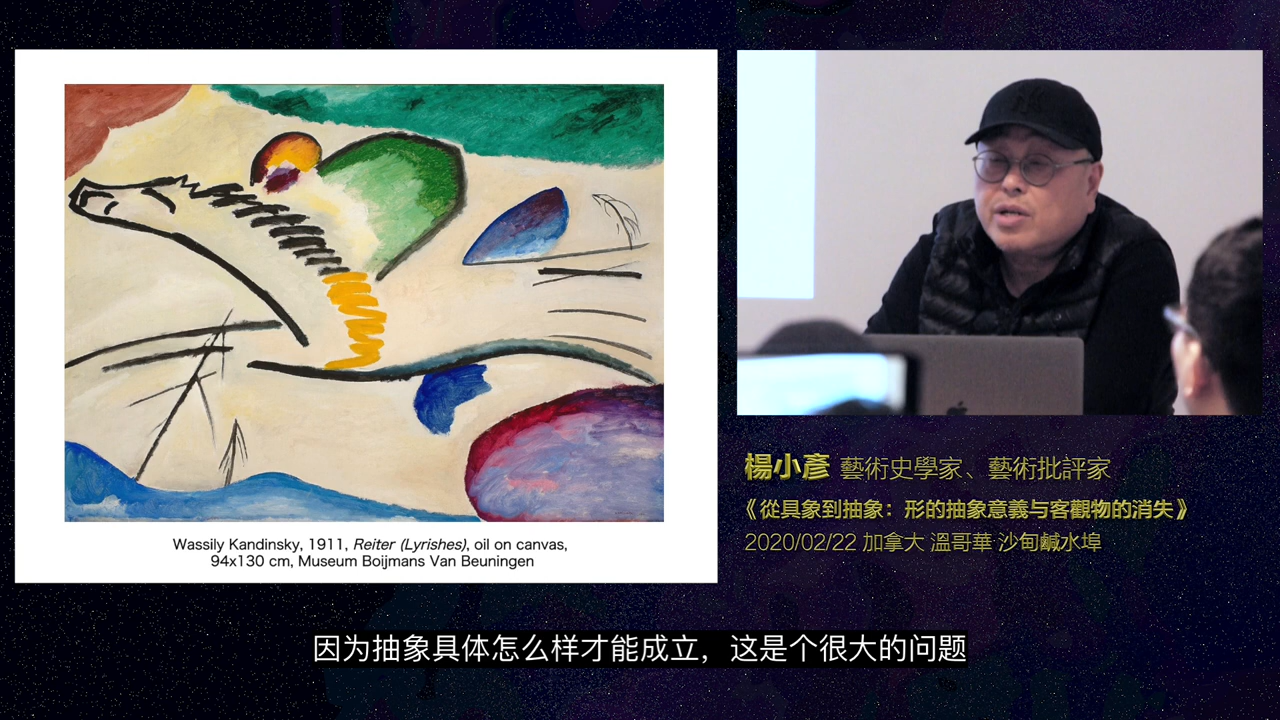 Wassily Kandinsky, 1911, Reiter (Lyrishes), oil on canvas,
94x130 cm, Museum Boijmans Van Beuningen
楊小彥 藝術史學家、藝術批評家
《從具象到抽象：形的抽象意義与客觀物的消失》
2020/02/22 加拿大 溫哥華 沙甸鹹水埠
因为抽象具体怎么样才能成立，这是个很大的问题